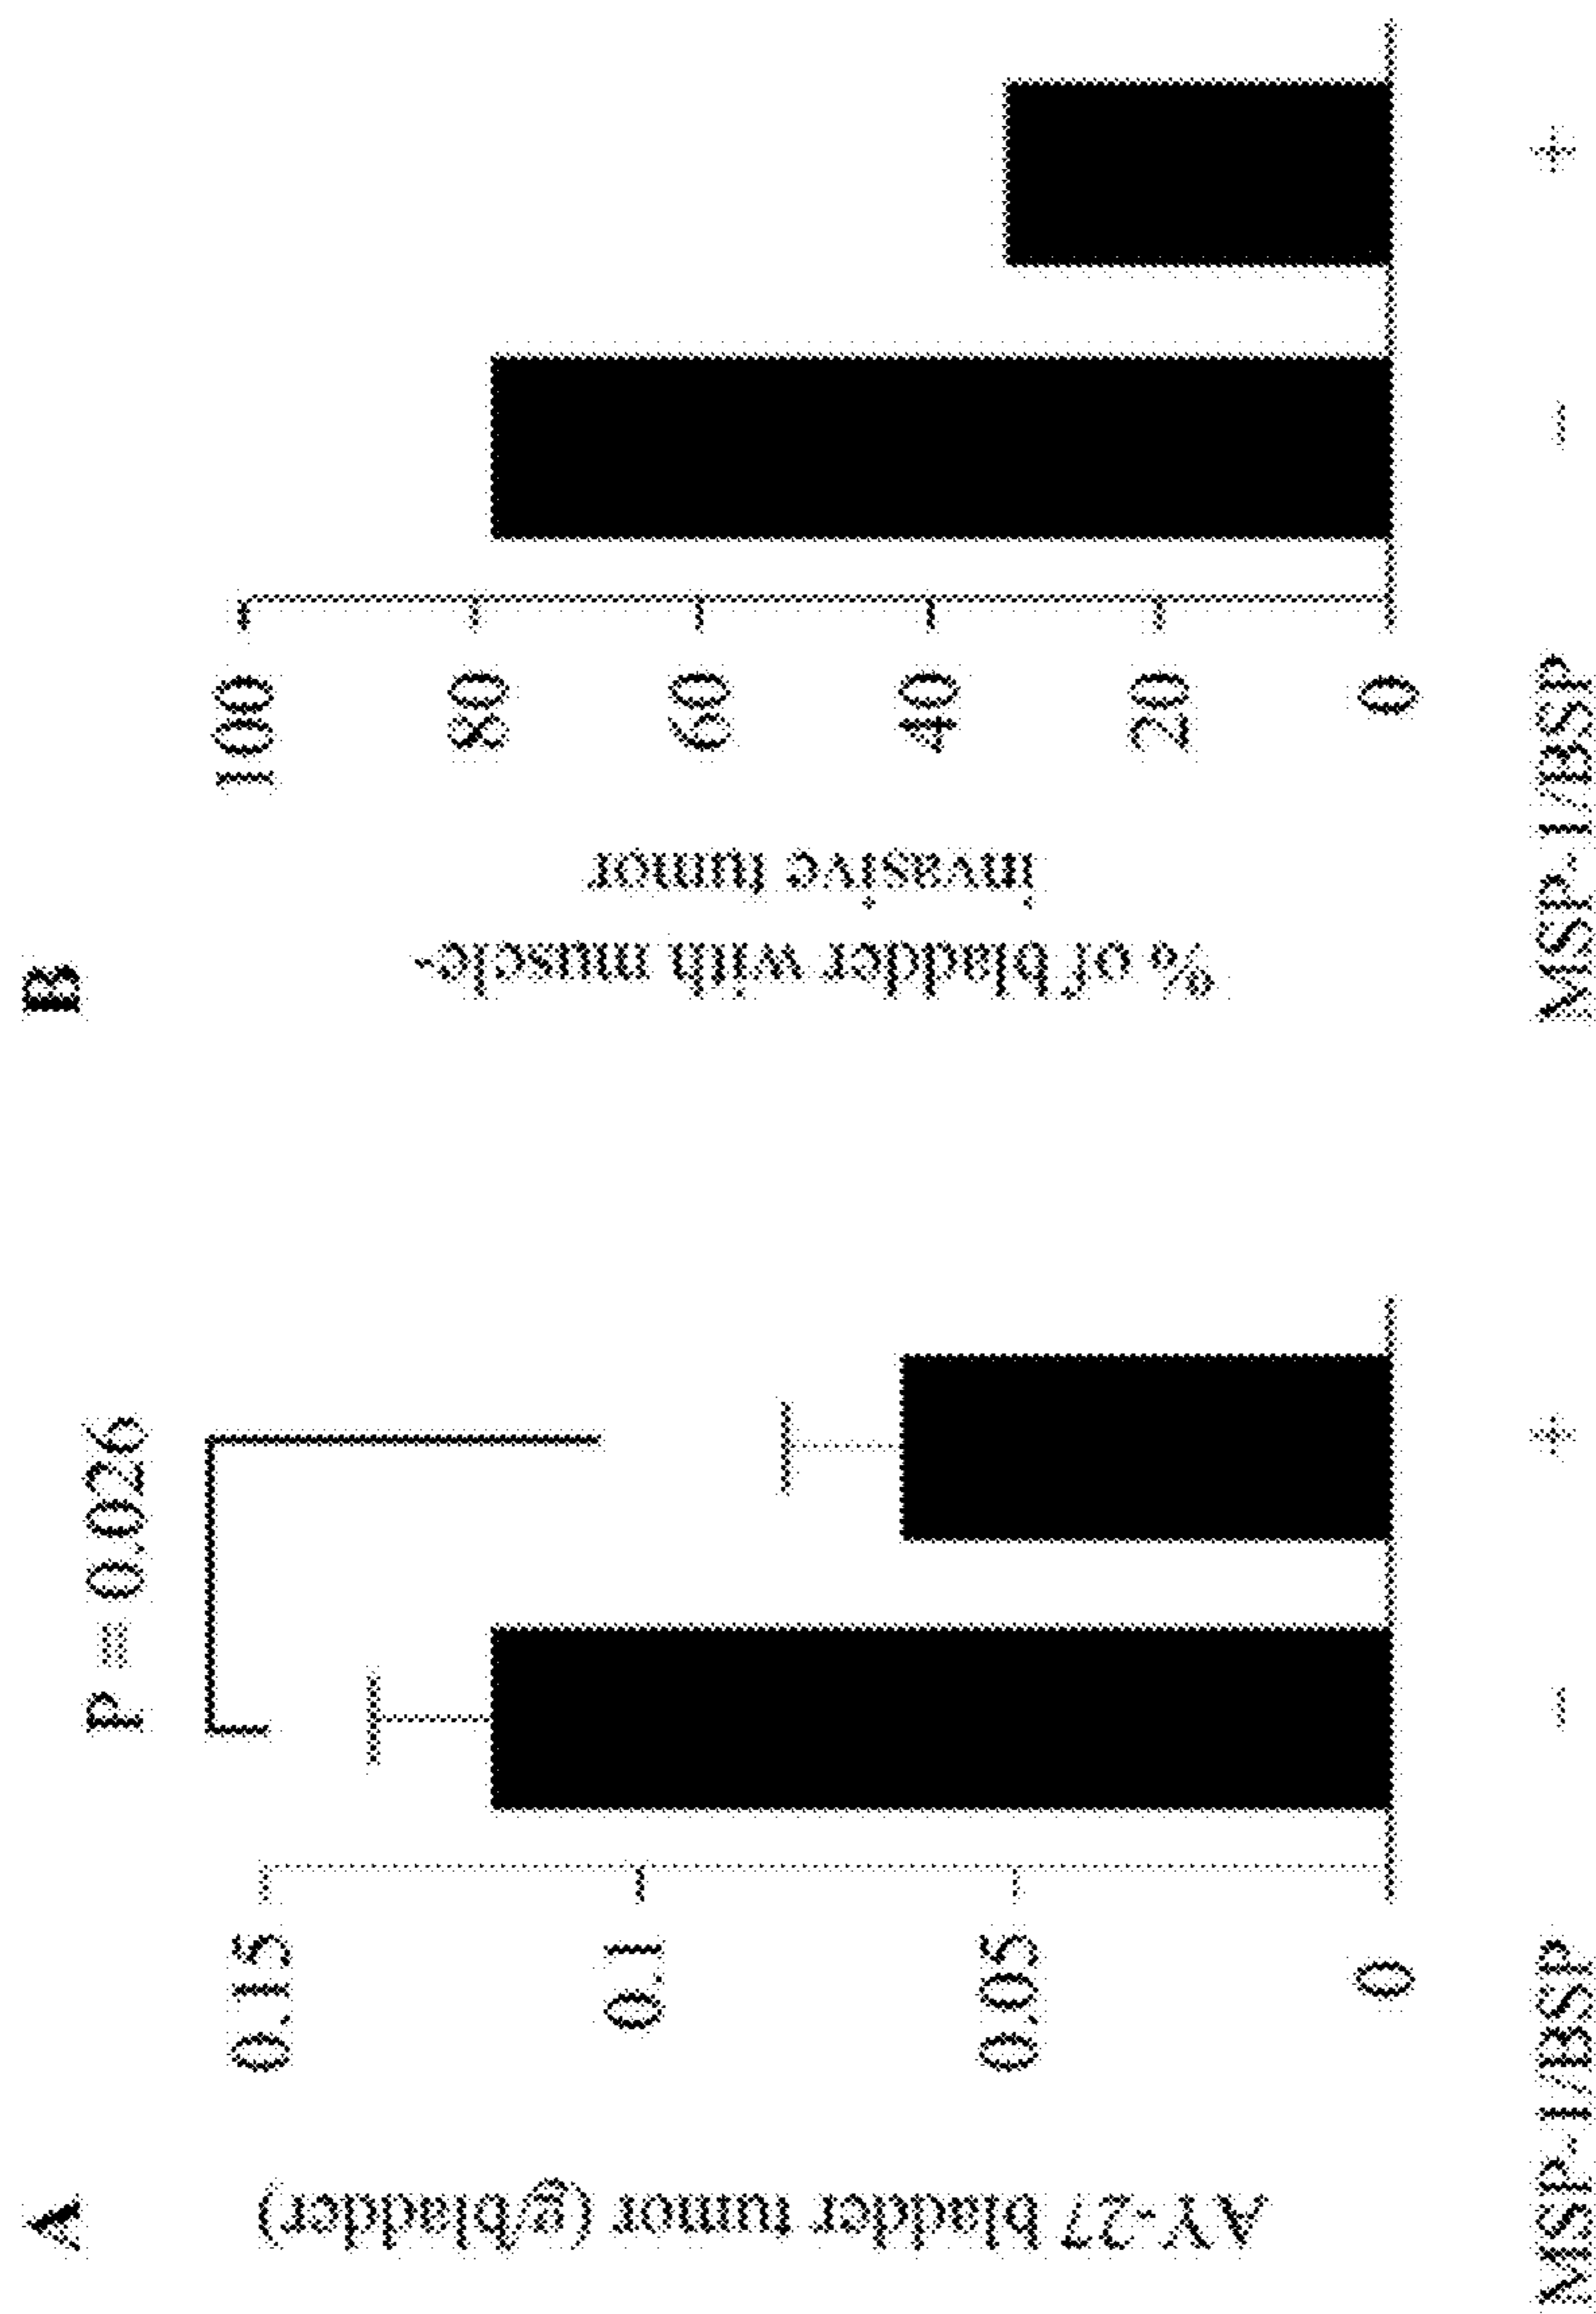 A
P = 0.026
AY-27 bladder tumor (g/bladder)
0.15
0.1
0.05
0
MSP-1/BSP
-
+
B
% of bladder with muscle-
invasive tumor
100
80
60
40
20
0
MSP-1/BSP
-
+